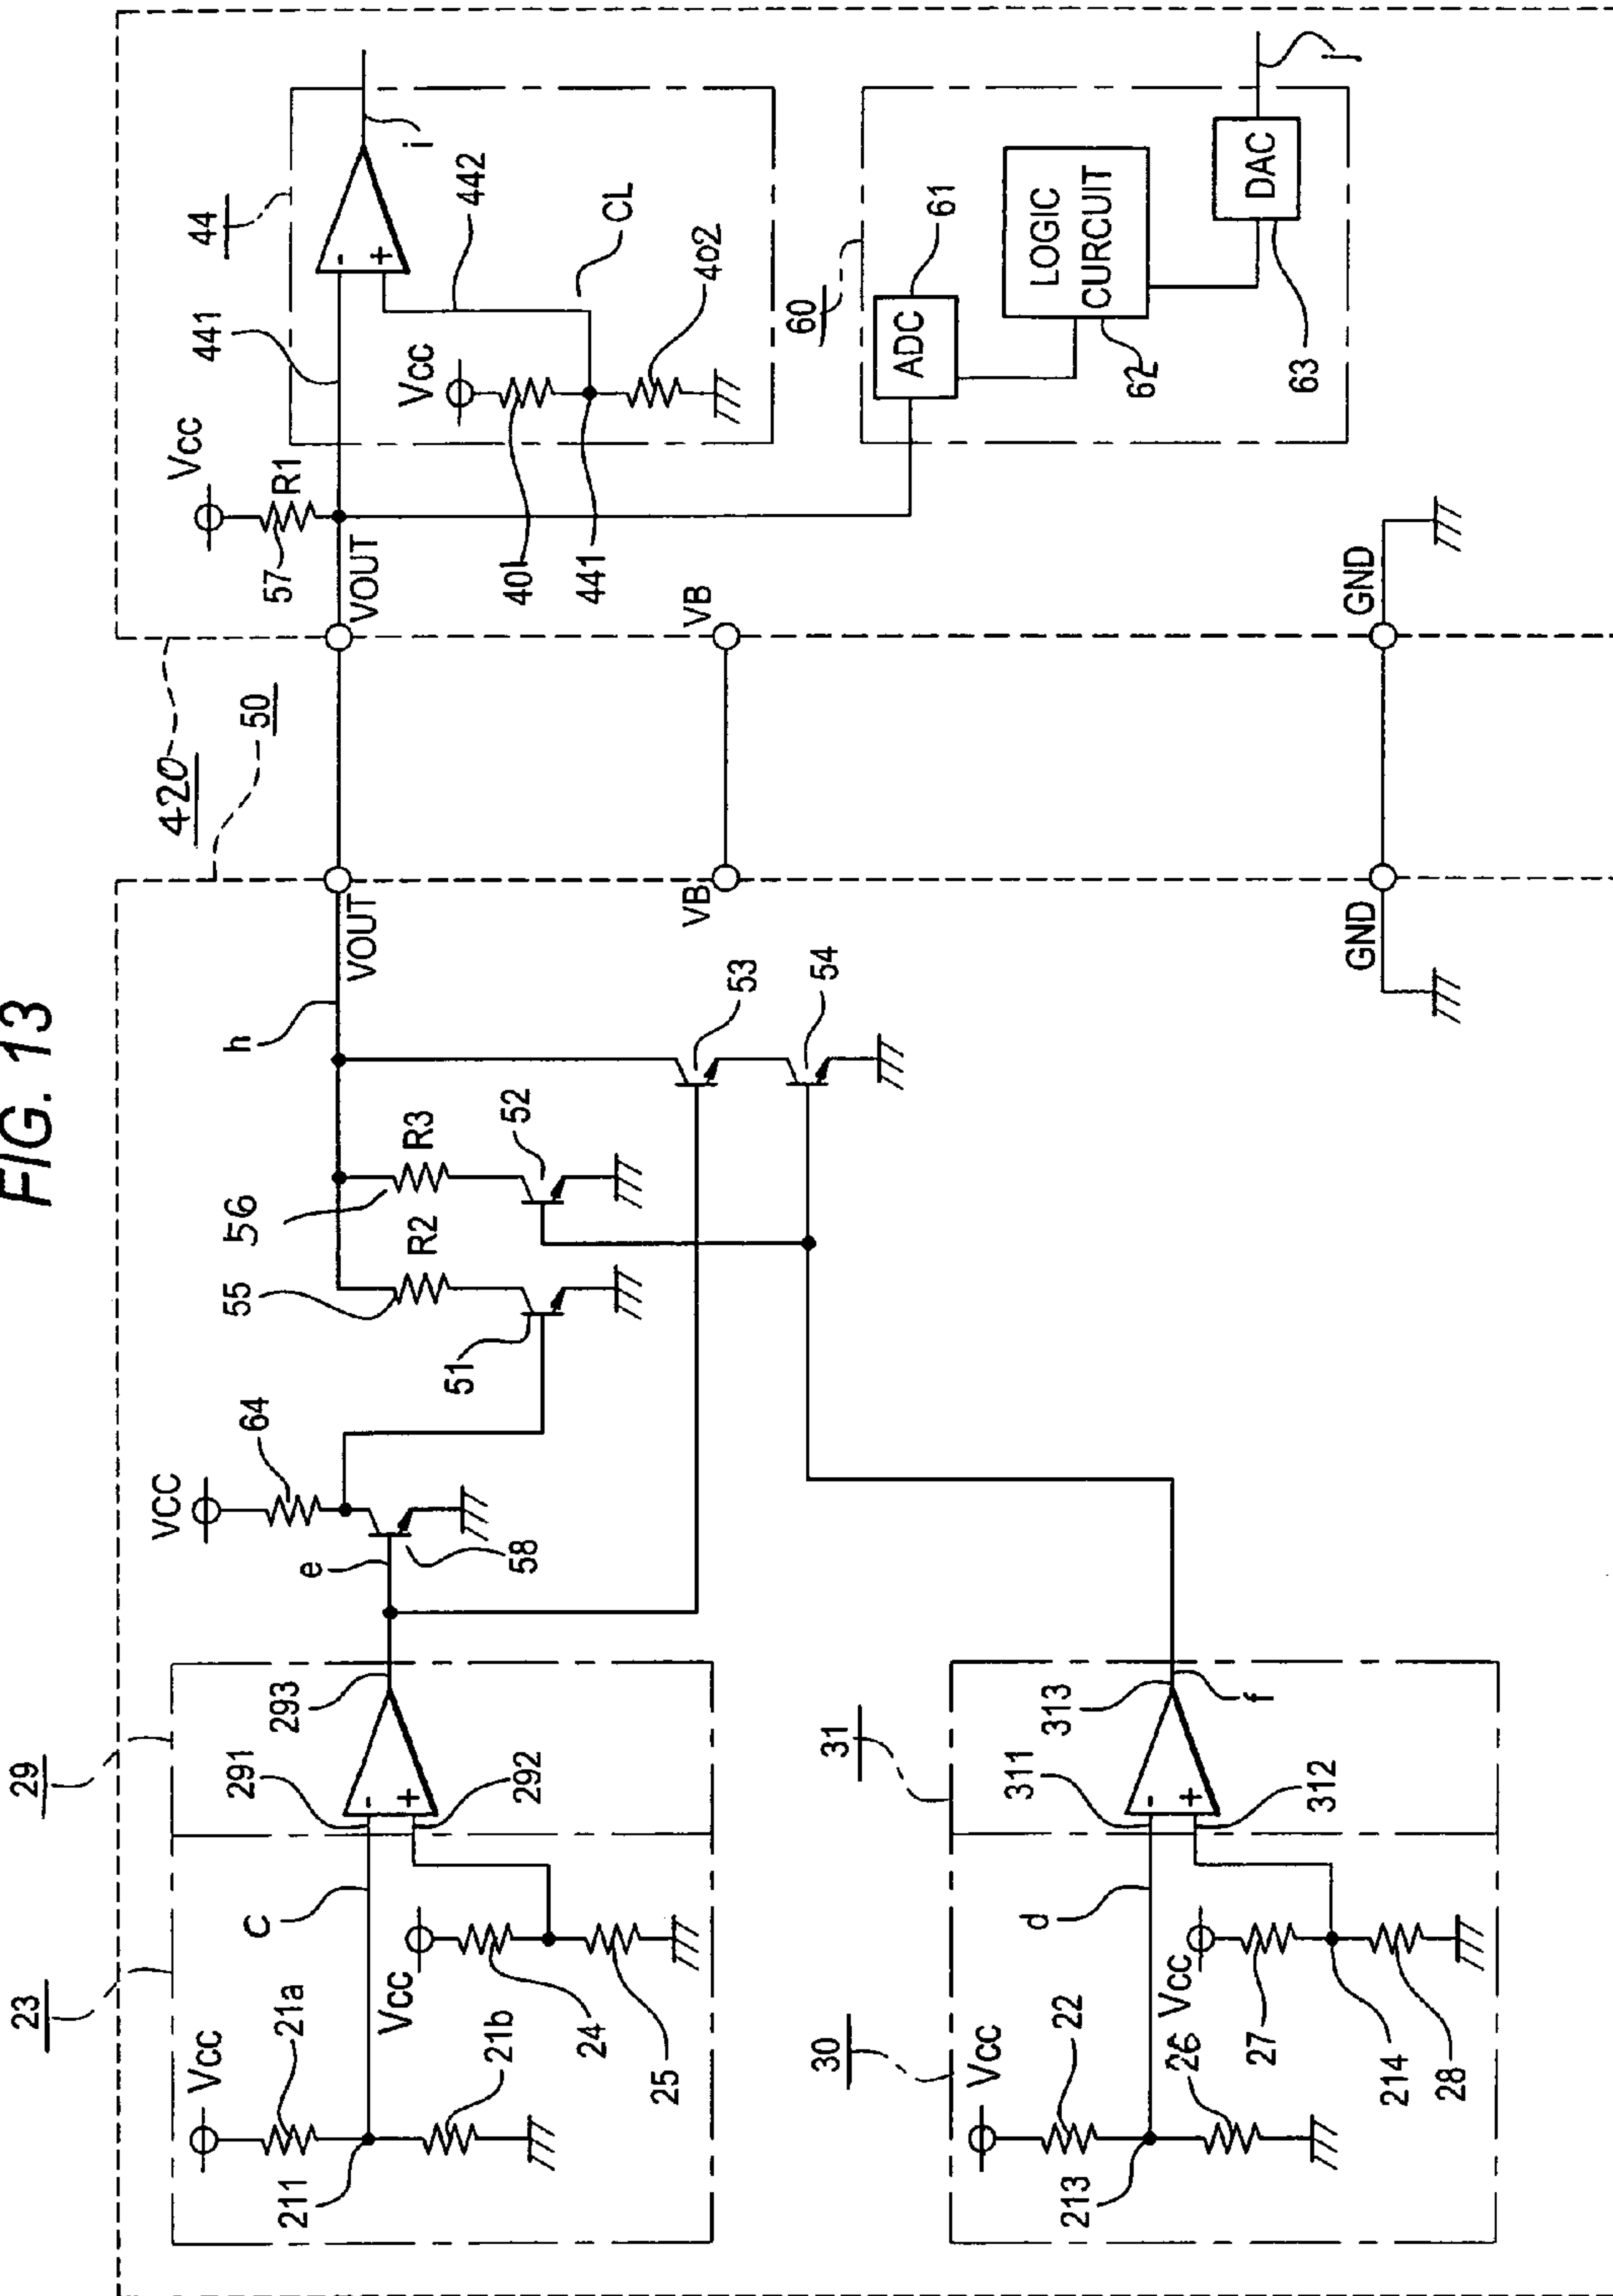 FIG. 13
23
29
Vcc
21a
211
21b
C
Vcc
24
25
291
292
293
e
VCC
64
58
51
55
R2
56
R3
52
h
53
54
VOUT
VB
GND
50
420
VOUT
VB
GND
57
R1
Vcc
441
44
-
+
i
442
CL
Vcc
401
441
402
60
ADC
61
LOGIC
CURCUIT
62
DAC
63
j
30
31
Vcc
22
213
26
d
Vcc
27
214
28
311
312
313
f
-
+
-
+